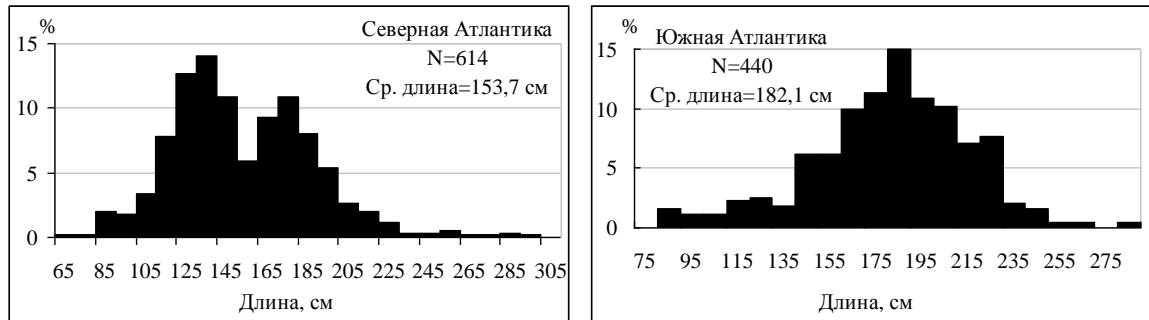 %
Северная Атлантика
N=614
Ср. длина=153,7 см
15
10
5
0
65 85 105 125 145 165 185 205 225 245 265 285 305
Длина, см
%
Южная Атлантика
N=440
Ср. длина=182,1 см
15
10
5
0
75 95 115 135 155 175 195 215 235 255 275
Длина, см